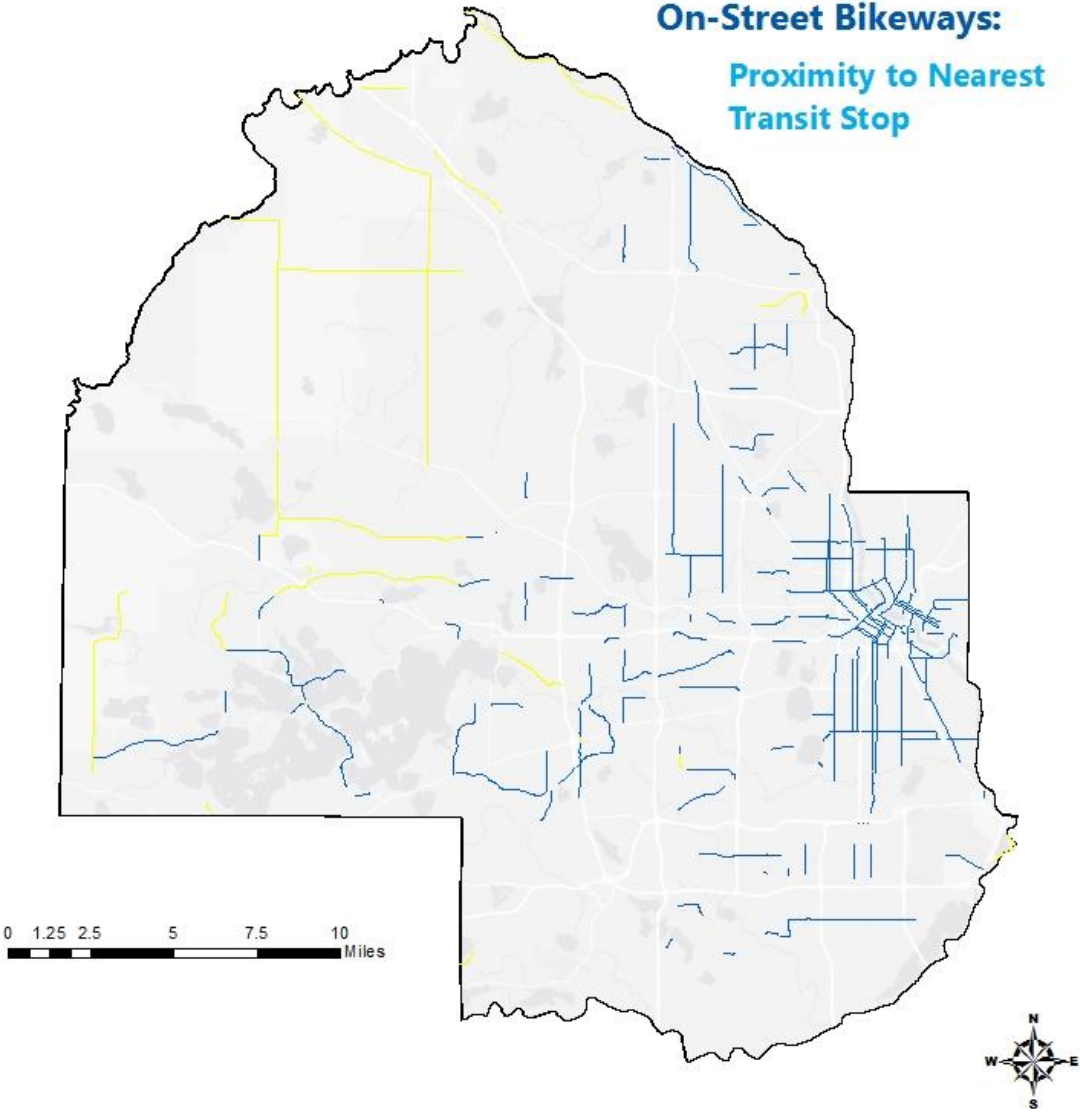 On-Street Bikeways:
Proximity to Nearest
Transit Stop
0 1.25 2.5 5 7.5 10
Miles
N
W E
S